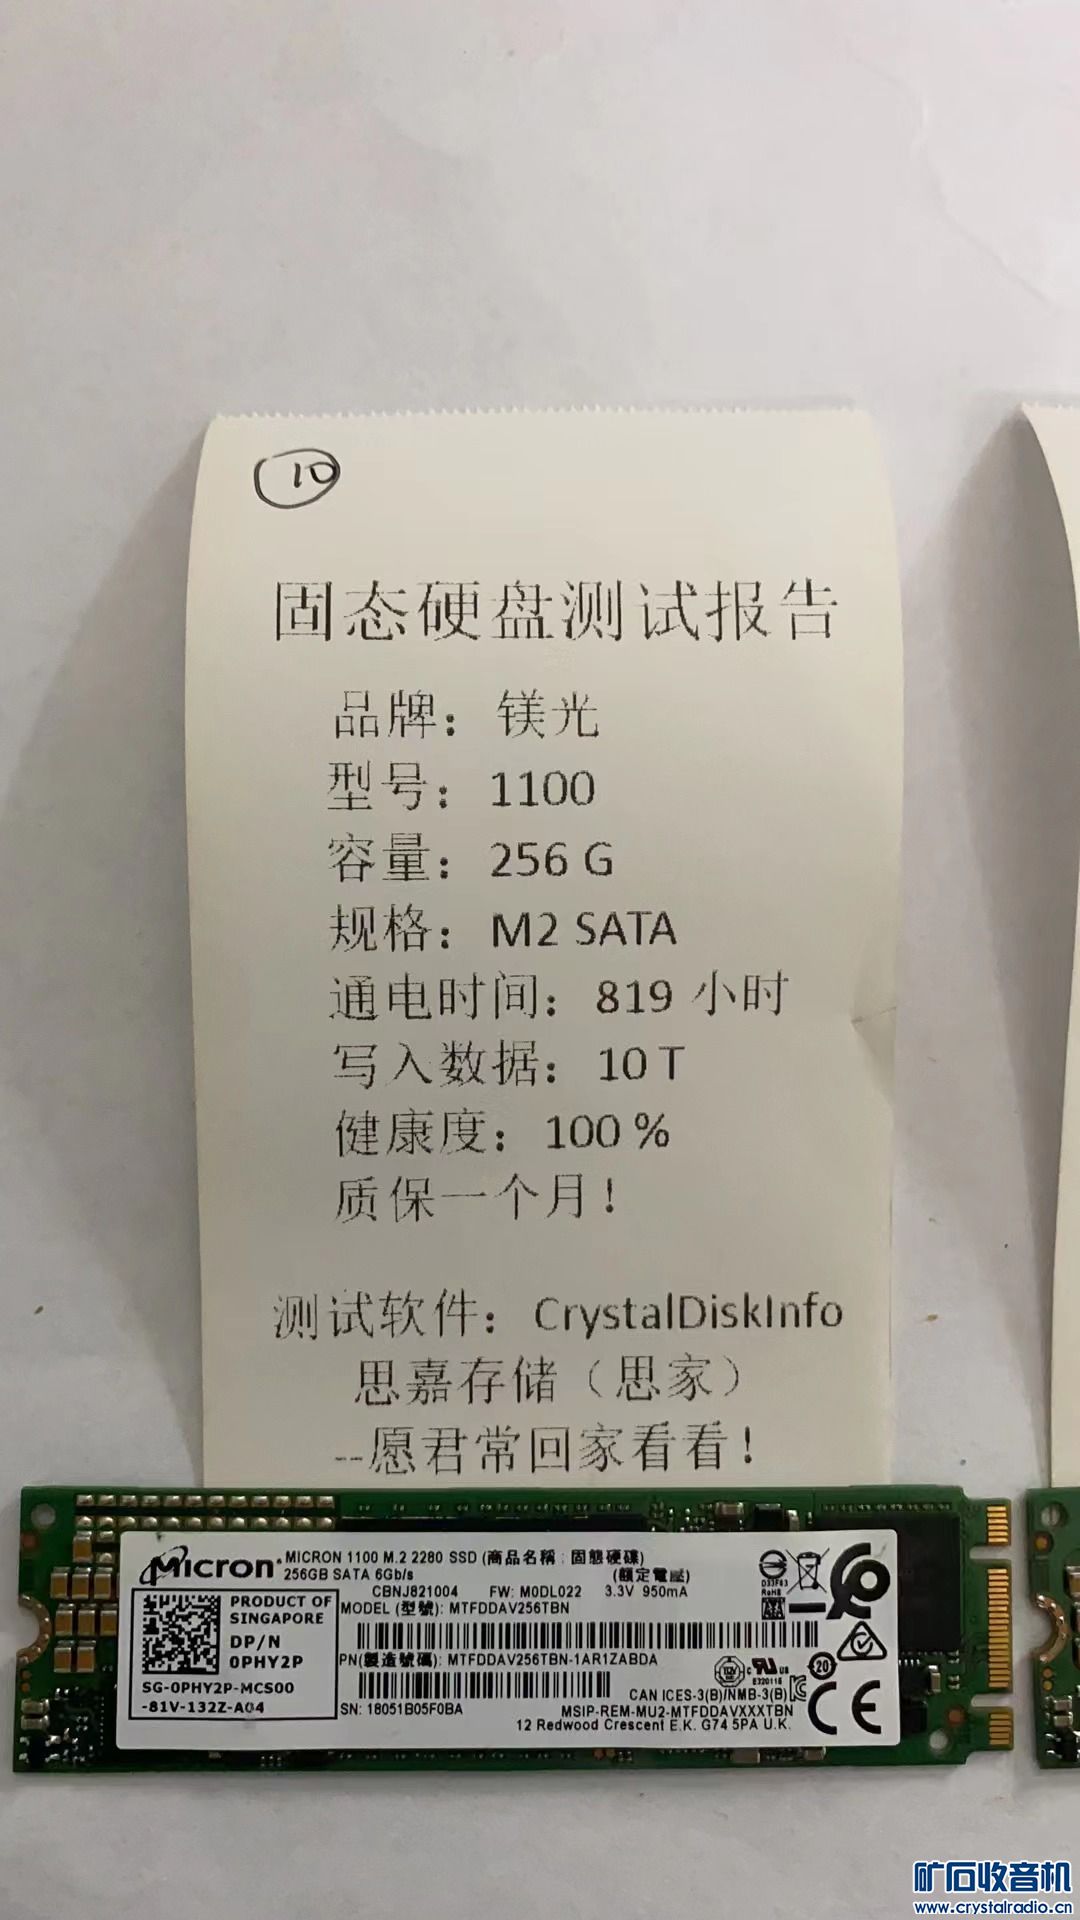 10
固态硬盘测试报告
品牌：镁光
型号：1100
容量：256 G
规格：M2 SATA
通电时间：819 小时
写入数据：10 T
健康度：100 %
质保一个月！
测试软件：CrystalDiskInfo
思嘉存储（思家）
--愿君常回家看看！
Micron® MICRON 1100 M.2 2280 SSD (商品名稱：固態硬碟)
256GB SATA 6Gb/s (額定電壓)
CBNJ821004 FW: M0DL022 3.3V 950mA
MODEL (型號): MTFDDAV256TBN
PRODUCT OF
SINGAPORE
DP/N
0PHY2P
SG-0PHY2P-MCS00
-81V-132Z-A04
PN(製造號碼): MTFDDAV256TBN-1AR1ZABDA
CAN ICES-3(B)/NMB-3(B)
SN: 18051B05F0BA
MSIP-REM-MU2-MTFDDAVXXXTBN
12 Redwood Crescent E.K. G74 5PA U.K.
D33F63
RoHS
c UL us
E320115
20
CE
矿石收音机
www.crystalradio.cn